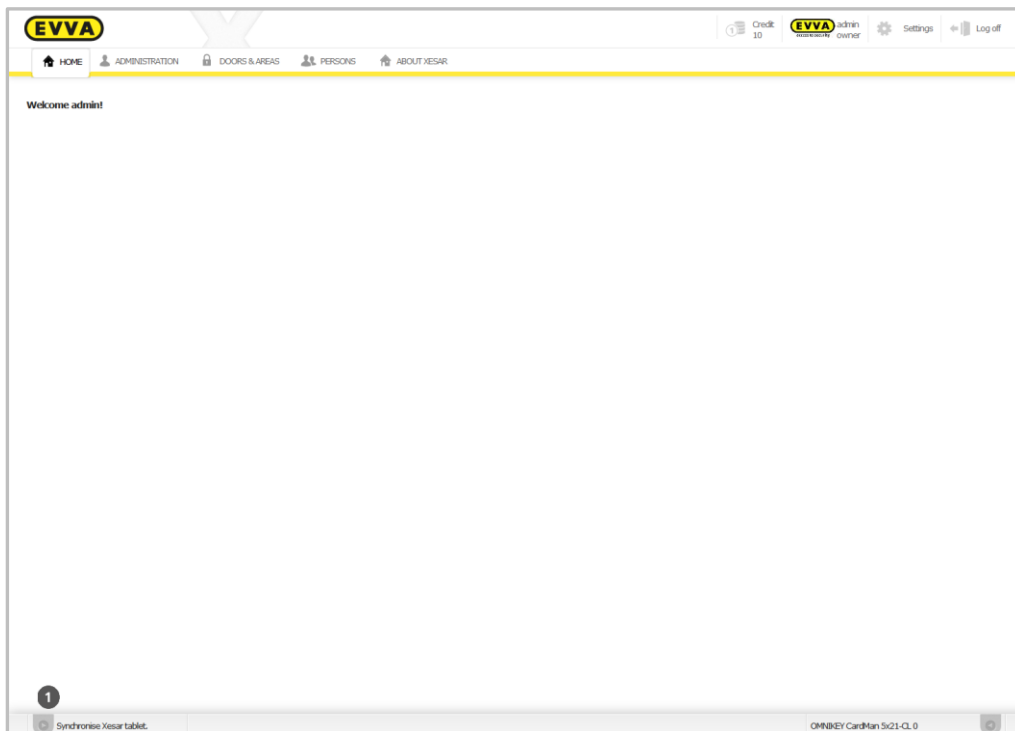 EVVA
Credit
10
EVVA
admin
owner
Settings
Log off
HOME
ADMINISTRATION
DOORS & AREAS
PERSONS
ABOUT XESAR
Welcome admin!
1
Synchronise Xesar tablet.
OMNIKEY CardMan 5x21-CL 0